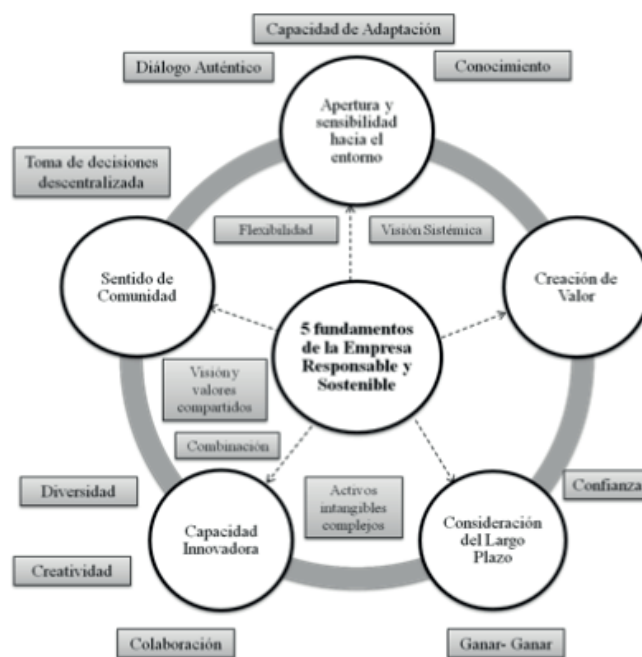 Capacidad de Adaptación
Diálogo Auténtico
Conocimiento
Apertura y
sensibilidad
hacia el
entorno
Toma de decisiones
descentralizada
Flexibilidad
Visión Sistémica
Sentido de
Comunidad
Creación de
Valor
5 fundamentos
de la Empresa
Responsable y
Sostenible
Visión y
valores
compartidos
Combinación
Diversidad
Activos
intangibles
complejos
Confianza
Capacidad
Innovadora
Consideración
del Largo
Plazo
Creatividad
Colaboración
Ganar- Ganar